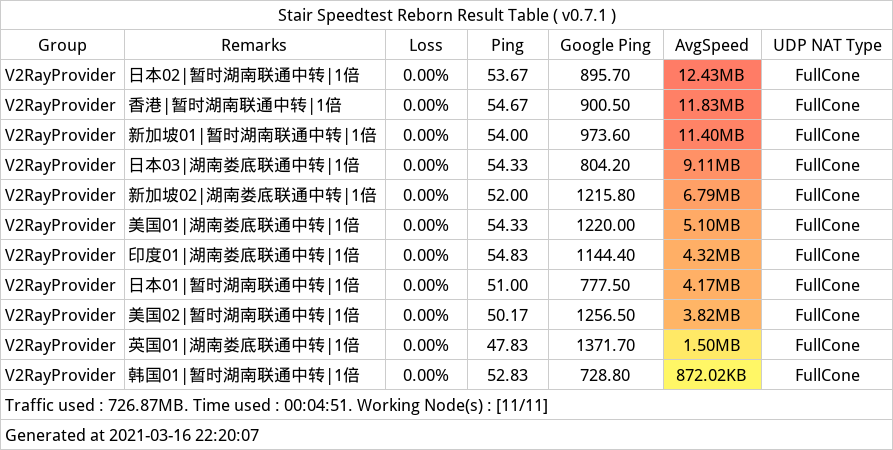 Stair Speedtest Reborn Result Table ( v0.7.1 )
Group Remarks Loss Ping Google Ping AvgSpeed UDP NAT Type
V2RayProvider 日本02|暂时湖南联通中转|1倍 0.00% 53.67 895.70 12.43MB FullCone
V2RayProvider 香港|暂时湖南联通中转|1倍 0.00% 54.67 900.50 11.83MB FullCone
V2RayProvider 新加坡01|暂时湖南联通中转|1倍 0.00% 54.00 973.60 11.40MB FullCone
V2RayProvider 日本03|湖南娄底联通中转|1倍 0.00% 54.33 804.20 9.11MB FullCone
V2RayProvider 新加坡02|湖南娄底联通中转|1倍 0.00% 52.00 1215.80 6.79MB FullCone
V2RayProvider 美国01|湖南娄底联通中转|1倍 0.00% 54.33 1220.00 5.10MB FullCone
V2RayProvider 印度01|湖南娄底联通中转|1倍 0.00% 54.83 1144.40 4.32MB FullCone
V2RayProvider 日本01|暂时湖南联通中转|1倍 0.00% 51.00 777.50 4.17MB FullCone
V2RayProvider 美国02|暂时湖南联通中转|1倍 0.00% 50.17 1256.50 3.82MB FullCone
V2RayProvider 英国01|湖南娄底联通中转|1倍 0.00% 47.83 1371.70 1.50MB FullCone
V2RayProvider 韩国01|暂时湖南联通中转|1倍 0.00% 52.83 728.80 872.02KB FullCone
Traffic used : 726.87MB. Time used : 00:04:51. Working Node(s) : [11/11]
Generated at 2021-03-16 22:20:07